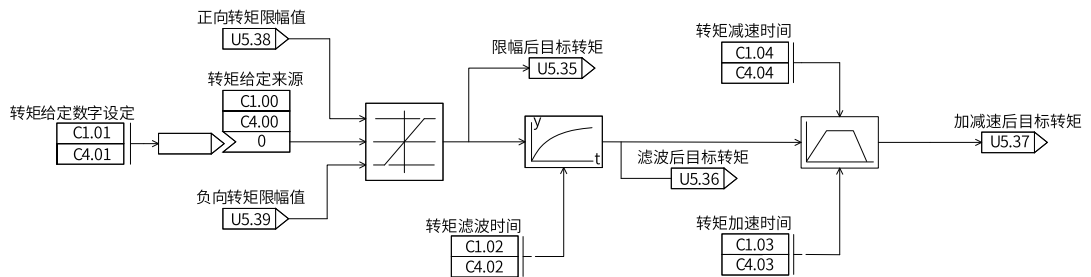 正向转矩限幅值
U5.38
转矩给定来源
C1.00
C4.00
0
转矩给定数字设定
C1.01
C4.01
负向转矩限幅值
U5.39
限幅后目标转矩
U5.35
y
t
转矩滤波时间
C1.02
C4.02
滤波后目标转矩
U5.36
转矩减速时间
C1.04
C4.04
转矩加速时间
C1.03
C4.03
加减速后目标转矩
U5.37